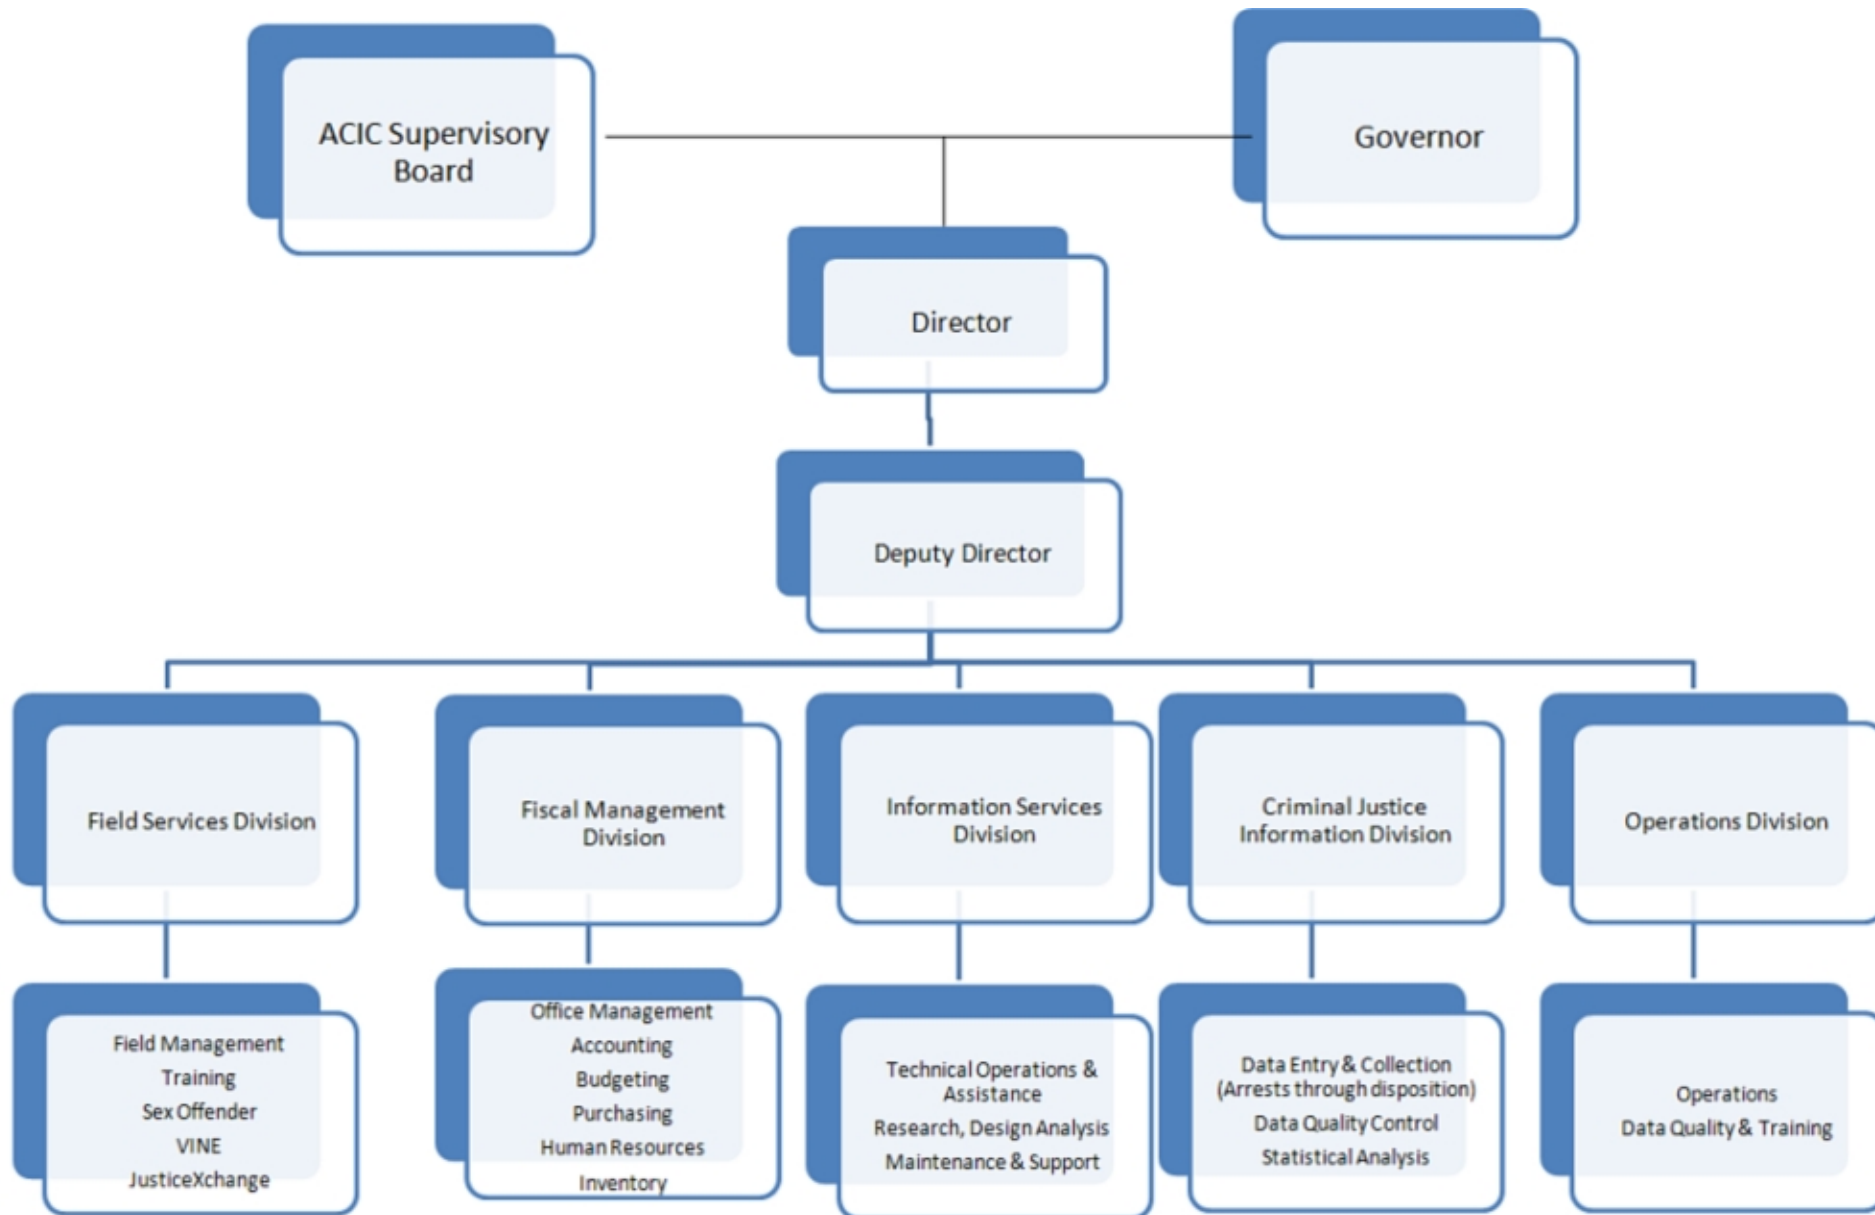 ACIC Supervisory
Board
Governor
Director
Deputy Director
Field Services Division
Fiscal Management
Division
Information Services
Division
Criminal Justice
Information Division
Operations Division
Field Management
Training
Sex Offender
VINE
JusticeXchange
Office Management
Accounting
Budgeting
Purchasing
Human Resources
Inventory
Technical Operations &
Assistance
Research, Design Analysis
Maintenance & Support
Data Entry & Collection
(Arrests through disposition)
Data Quality Control
Statistical Analysis
Operations
Data Quality & Training